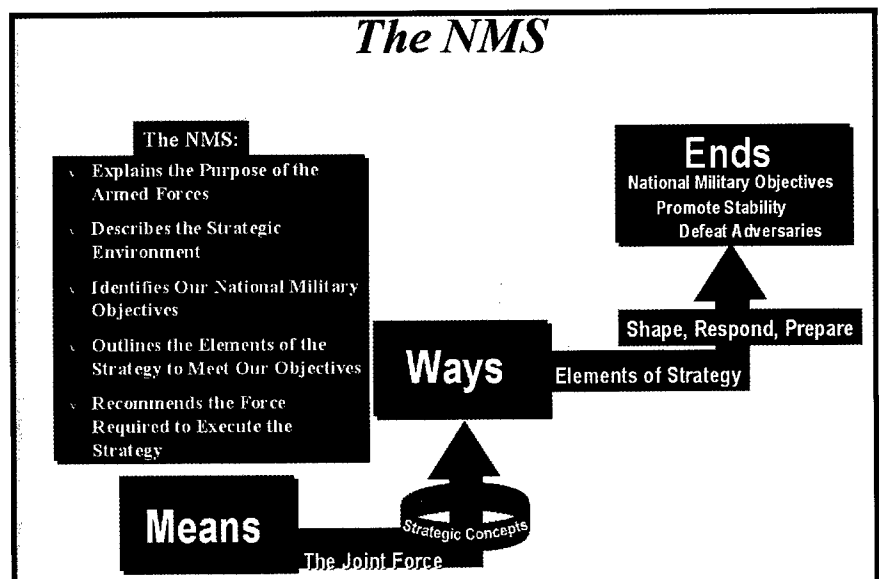 The NMS
The NMS:
Explains the Purpose of the
Armed Forces
Describes the Strategic
Environment
Identifies Our National Military
Objectives
Outlines the Elements of the
Strategy to Meet Our Objectives
Recommends the Force
Required to Execute the
Strategy
Ends
National Military Objectives
Promote Stability
Defeat Adversaries
Shape, Respond, Prepare
Ways
Elements of Strategy
Means
Strategic Concepts
The Joint Force